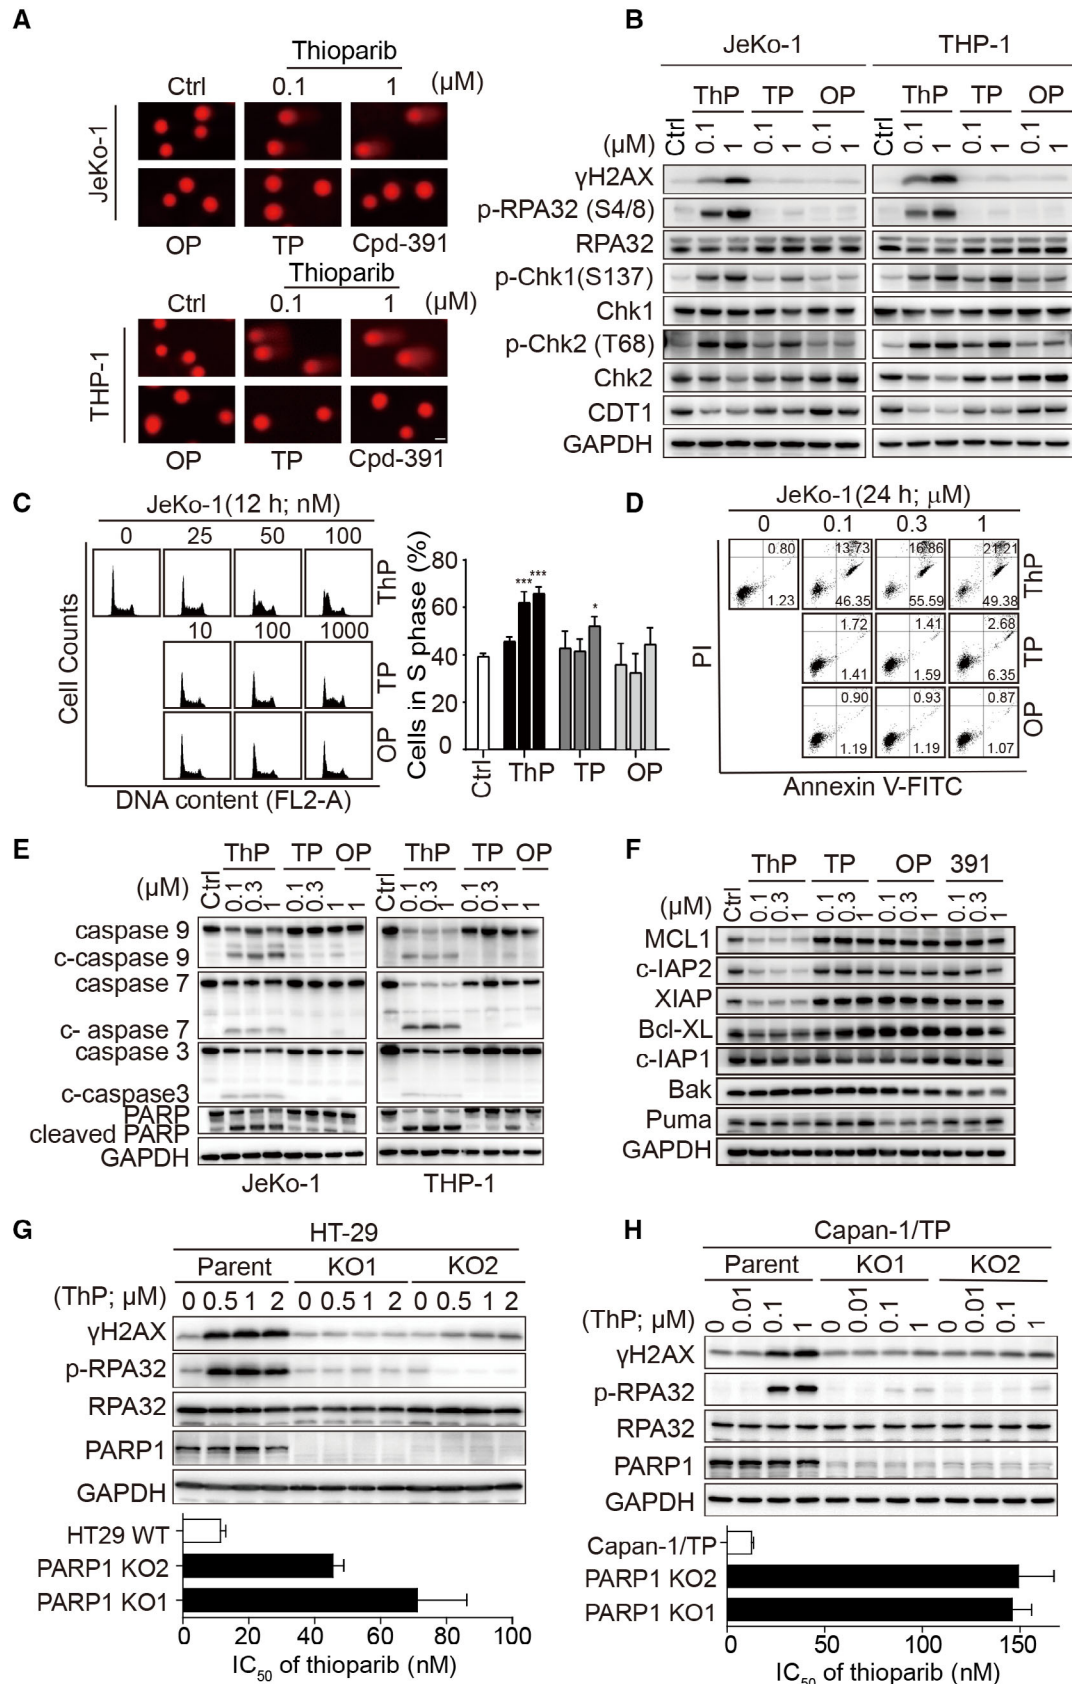 A
Thioparib
Ctrl 0.1 1 (µM)
JeKo-1
OP TP Cpd-391
Thioparib
Ctrl 0.1 1 (µM)
THP-1
OP TP Cpd-391
B
JeKo-1 THP-1
ThP TP OP ThP TP OP
(µM) Ctrl 0.1 1 0.1 1 0.1 1 Ctrl 0.1 1 0.1 1 0.1 1
γH2AX
p-RPA32 (S4/8)
RPA32
p-Chk1(S137)
Chk1
p-Chk2 (T68)
Chk2
CDT1
GAPDH
C
JeKo-1(12 h; nM)
0 25 50 100
ThP
10 100 1000
TP
OP
Cell Counts
DNA content (FL2-A)
Cells in S phase (%)
80
60
40
20
0
*** *** *
Ctrl ThP TP OP
D
JeKo-1(24 h; µM)
0 0.1 0.3 1
0.80 13.73 16.86 21.21
ThP
1.23 46.35 55.59 49.38
1.72 1.41 2.68
TP
1.41 1.59 6.35
0.90 0.93 0.87
OP
1.19 1.19 1.07
PI
Annexin V-FITC
E
ThP TP OP ThP TP OP
(µM) Ctrl 0.1 0.3 1 0.1 0.3 1 1 Ctrl 0.1 0.3 1 0.1 0.3 1 1
caspase 9
c-caspase 9
caspase 7
c- aspase 7
caspase 3
c-caspase3
PARP
cleaved PARP
GAPDH
JeKo-1 THP-1
F
ThP TP OP 391
(µM) Ctrl 0.1 0.3 1 0.1 0.3 1 0.1 0.3 1 0.1 0.3 1
MCL1
c-IAP2
XIAP
Bcl-XL
c-IAP1
Bak
Puma
GAPDH
G
HT-29
Parent KO1 KO2
(ThP; µM) 0 0.5 1 2 0 0.5 1 2 0 0.5 1 2
γH2AX
p-RPA32
RPA32
PARP1
GAPDH
HT29 WT
PARP1 KO2
PARP1 KO1
0 20 40 60 80 100
IC50 of thioparib (nM)
H
Capan-1/TP
Parent KO1 KO2
(ThP; µM) 0 0.01 0.1 1 0 0.01 0.1 1 0 0.01 0.1 1
γH2AX
p-RPA32
RPA32
PARP1
GAPDH
Capan-1/TP
PARP1 KO2
PARP1 KO1
0 50 100 150
IC50 of thioparib (nM)